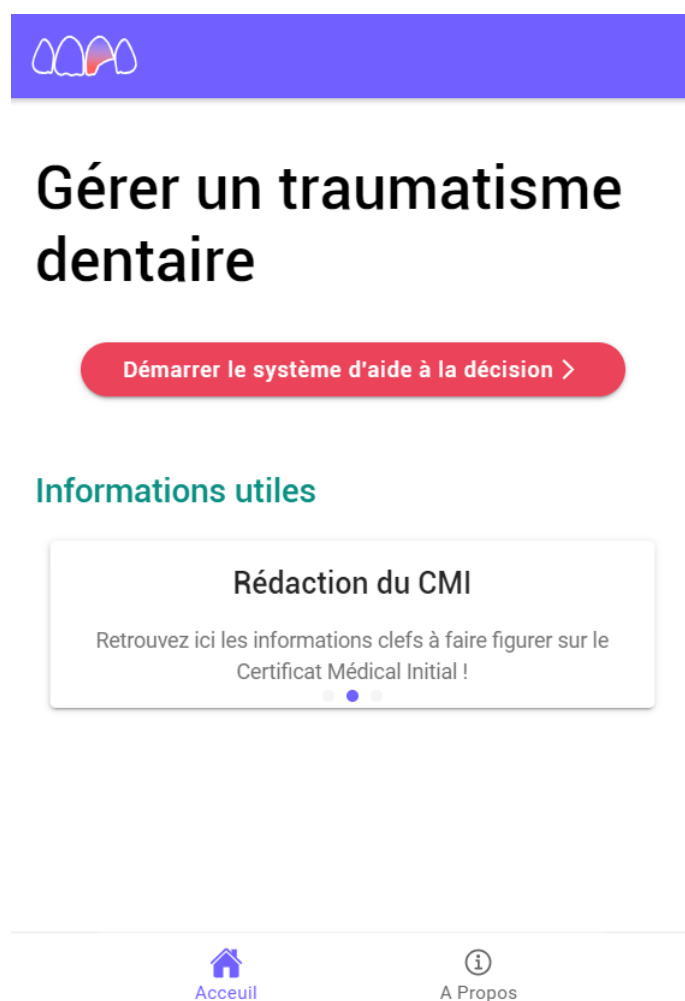 Gérer un traumatisme
dentaire
Démarrer le système d'aide à la décision >
Informations utiles
Rédaction du CMI
Retrouvez ici les informations clefs à faire figurer sur le
Certificat Médical Initial !
Acceuil
A Propos